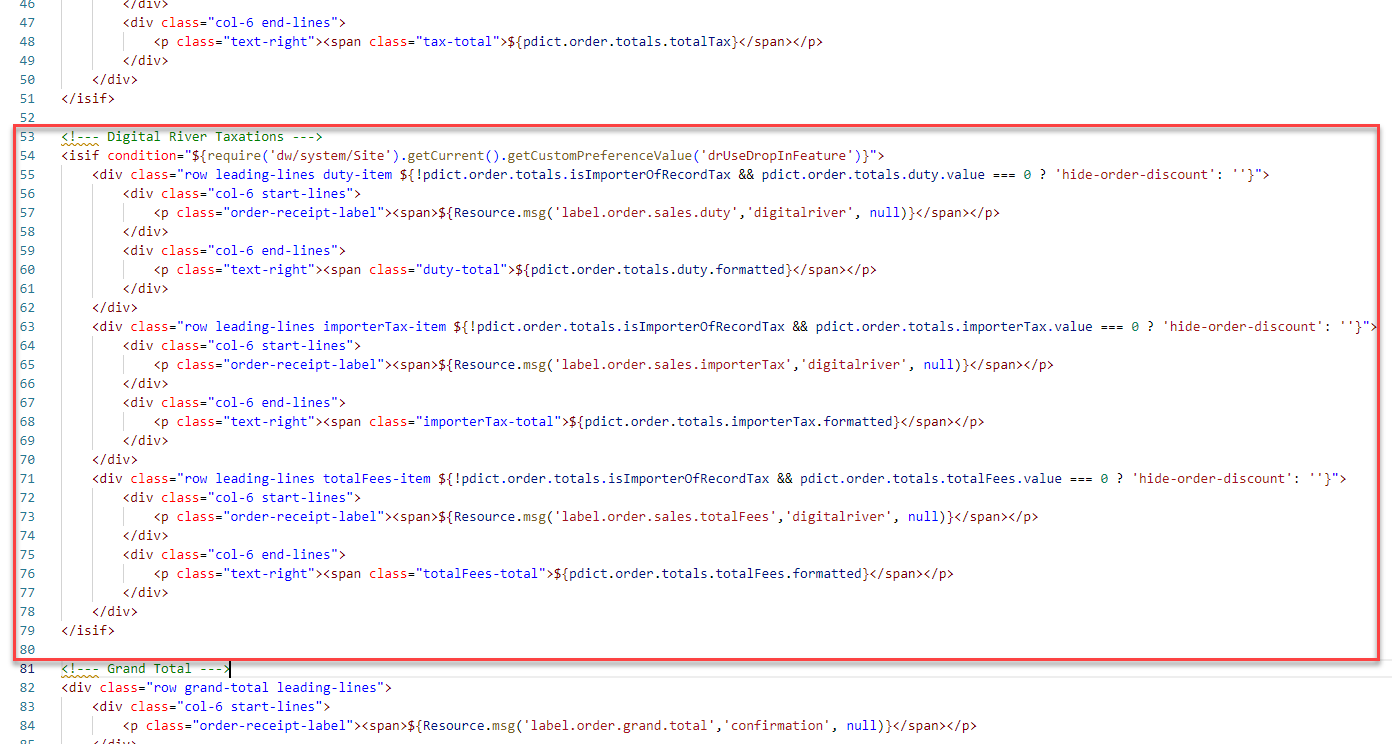 46 </div>
47 <div class="col-6 end-lines">
48 <p class="text-right"><span class="tax-total">${pdict.order.totals.totalTax}</span></p>
49 </div>
50 </div>
51 </isif>
52
53 <!--- Digital River Taxations --->
54 <isif condition="${require('dw/system/Site').getCurrent().getCustomPreferenceValue('drUseDropInFeature')}">
55 <div class="row leading-lines duty-item ${!pdict.order.totals.isImporterOfRecordTax && pdict.order.totals.duty.value === 0 ? 'hide-order-discount': ''}">
56 <div class="col-6 start-lines">
57 <p class="order-receipt-label"><span>${Resource.msg('label.order.sales.duty','digitalriver', null)}</span></p>
58 </div>
59 <div class="col-6 end-lines">
60 <p class="text-right"><span class="duty-total">${pdict.order.totals.duty.formatted}</span></p>
61 </div>
62 </div>
63 <div class="row leading-lines importerTax-item ${!pdict.order.totals.isImporterOfRecordTax && pdict.order.totals.importerTax.value === 0 ? 'hide-order-discount': ''}">
64 <div class="col-6 start-lines">
65 <p class="order-receipt-label"><span>${Resource.msg('label.order.sales.importerTax','digitalriver', null)}</span></p>
66 </div>
67 <div class="col-6 end-lines">
68 <p class="text-right"><span class="importerTax-total">${pdict.order.totals.importerTax.formatted}</span></p>
69 </div>
70 </div>
71 <div class="row leading-lines totalFees-item ${!pdict.order.totals.isImporterOfRecordTax && pdict.order.totals.totalFees.value === 0 ? 'hide-order-discount': ''}">
72 <div class="col-6 start-lines">
73 <p class="order-receipt-label"><span>${Resource.msg('label.order.sales.totalFees','digitalriver', null)}</span></p>
74 </div>
75 <div class="col-6 end-lines">
76 <p class="text-right"><span class="totalFees-total">${pdict.order.totals.totalFees.formatted}</span></p>
77 </div>
78 </div>
79 </isif>
80
81 <!--- Grand Total --->
82 <div class="row grand-total leading-lines">
83 <div class="col-6 start-lines">
84 <p class="order-receipt-label"><span>${Resource.msg('label.order.grand.total','confirmation', null)}</span></p>
85 </div>